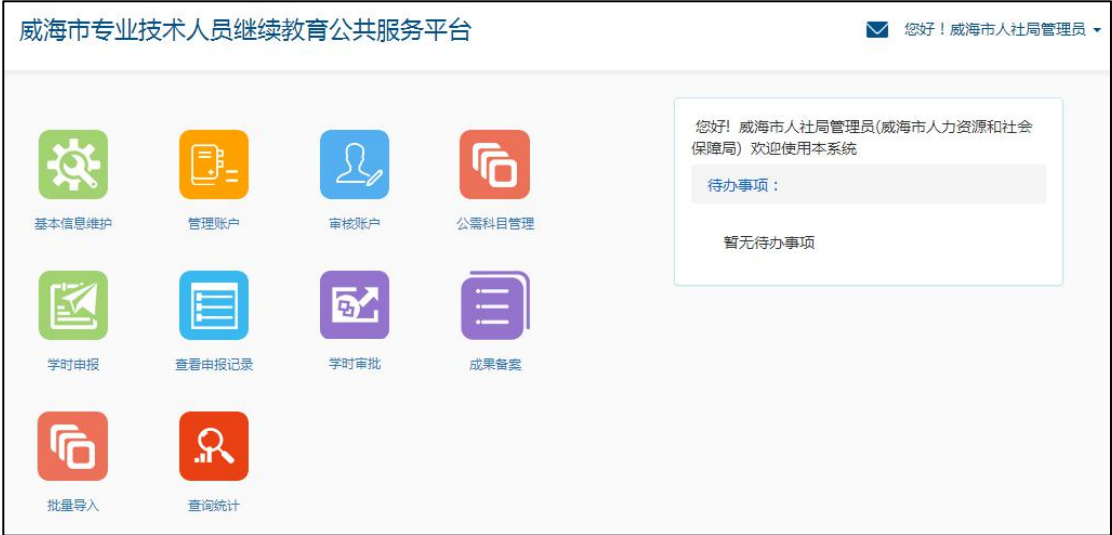 威海市专业技术人员继续教育公共服务平台
您好！威海市人社局管理员
基本信息维护
管理账户
审核账户
公需科目管理
学时申报
查看申报记录
学时审批
成果备案
批量导入
查询统计
您好! 威海市人社局管理员(威海市人力资源和社会
保障局) 欢迎使用本系统
待办事项：
暂无待办事项